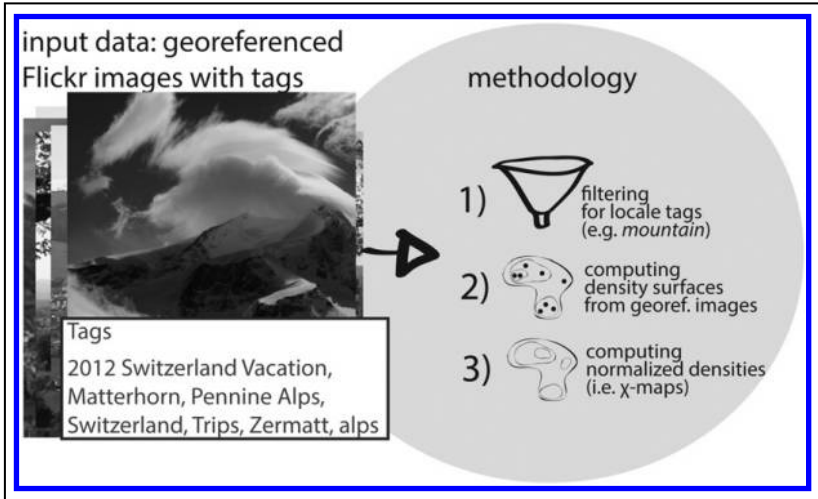 input data: georeferenced
Flickr images with tags
methodology
1) filtering
for locale tags
(e.g. mountain)
2) computing
density surfaces
from georef. images
3) computing
normalized densities
(i.e. χ-maps)
Tags
2012 Switzerland Vacation,
Matterhorn, Pennine Alps,
Switzerland, Trips, Zermatt, alps